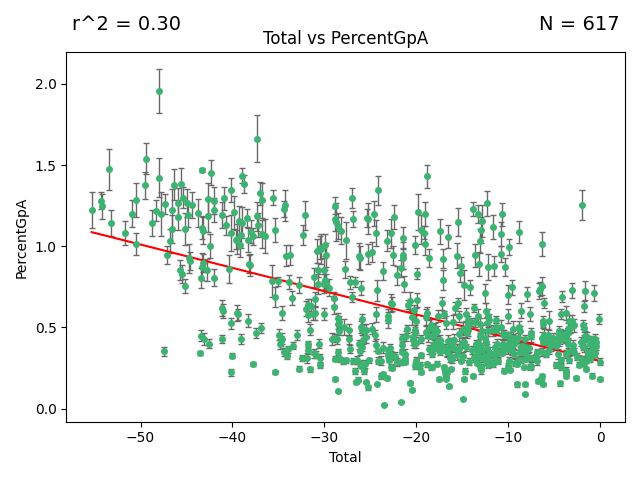 r^2 = 0.30 N = 617
Total vs PercentGpA
PercentGpA
2.0
1.5
1.0
0.5
0.0
−50 −40 −30 −20 −10 0
Total